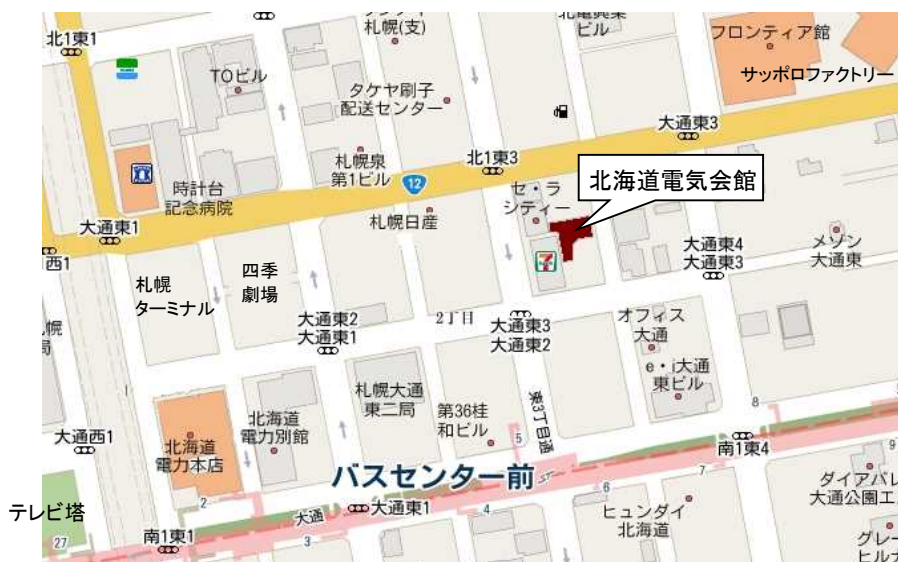 札幌(支)
ビル
フロンティア館
北1東1
TOビル
サッポロファクトリー
タケヤ刷子
配送センター
大通東3
北1東3
札幌泉
第1ビル
12
北海道電気会館
時計台
記念病院
セ・ラ
シティー
札幌日産
大通東1
大通東4
大通東3
メゾン
大通東
西1
札幌
ターミナル
四季
劇場
7
大通東2
大通東1
2丁目
大通東3
大通東2
オフィス
大通
e・i大通
東ビル
札幌大通
東二局
東3丁目通
第36桂
和ビル
北海道
電力別館
大通西1
北海道
電力本店
5
8
南1東4
9
バスセンター前
7
ダイアパレ
大通公園エ
テレビ塔
2
大通
大通東1
4
6
ヒュンダイ
北海道
27
南1東1
3
グレー
ヒルナ